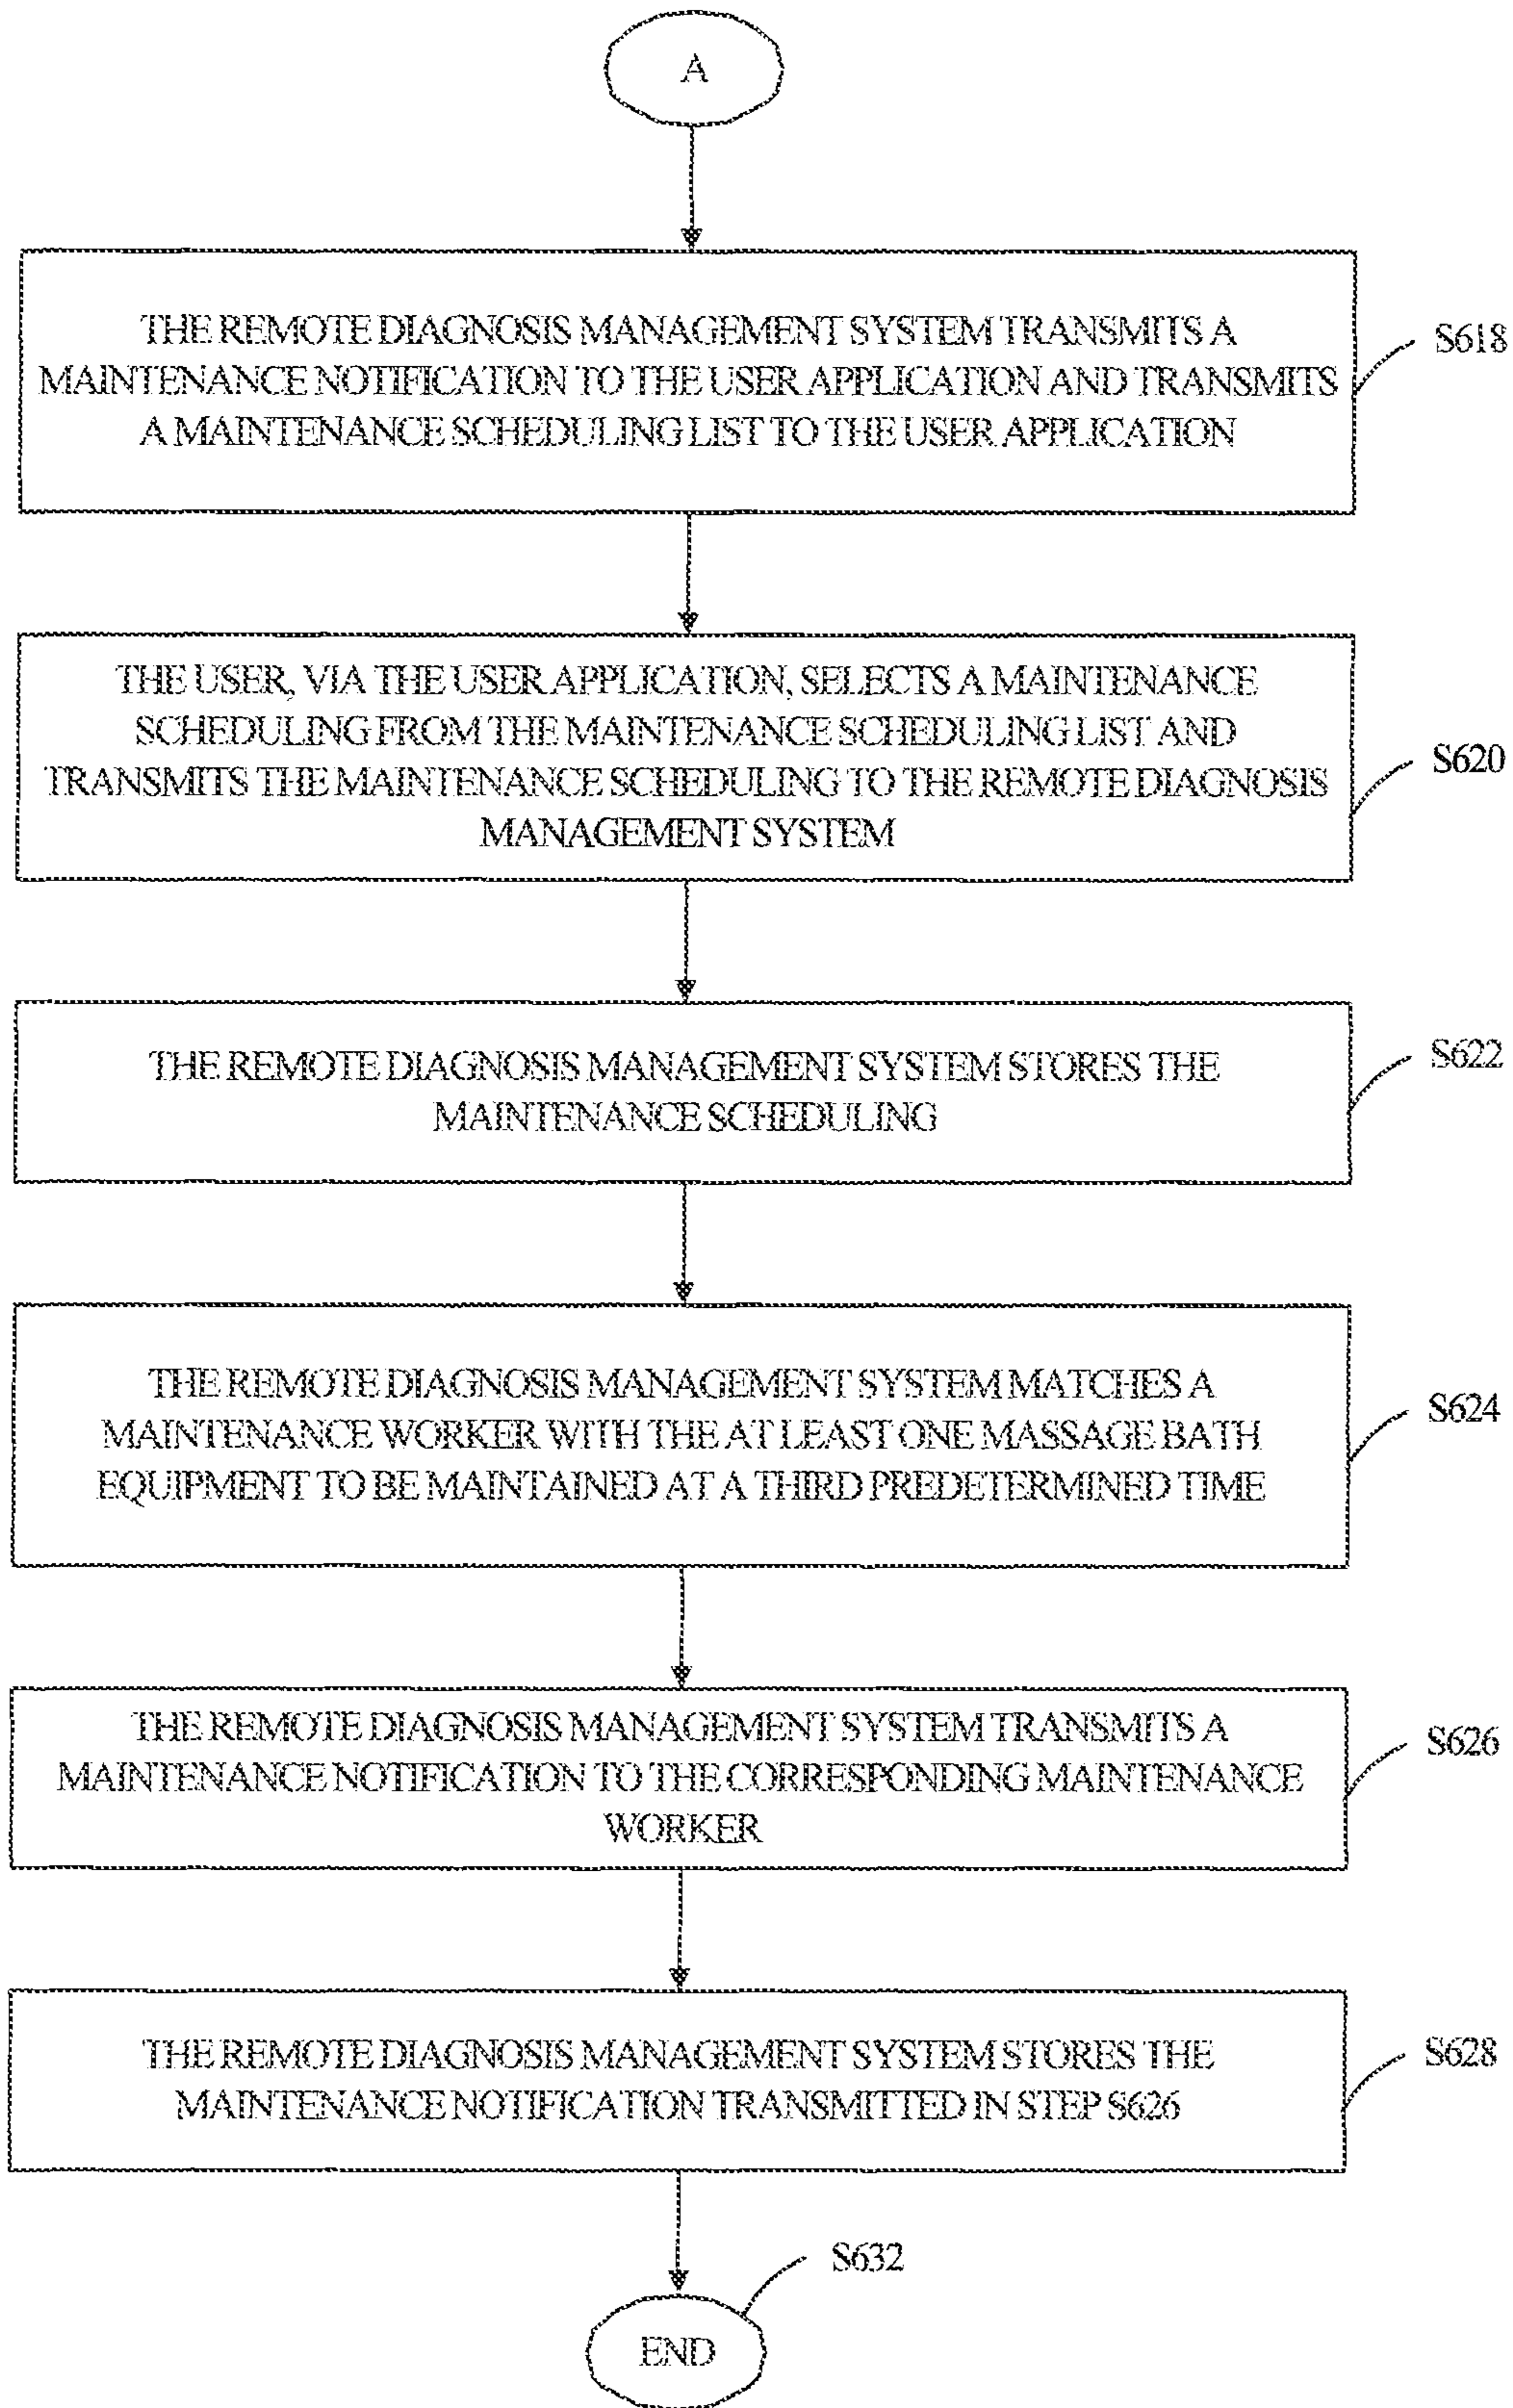 A
THE REMOTE DIAGNOSIS MANAGEMENT SYSTEM TRANSMITS A
MAINTENANCE NOTIFICATION TO THE USER APPLICATION AND TRANSMITS
A MAINTENANCE SCHEDULING LIST TO THE USER APPLICATION
S618
THE USER, VIA THE USER APPLICATION, SELECTS A MAINTENANCE
SCHEDULING FROM THE MAINTENANCE SCHEDULING LIST AND
TRANSMITS THE MAINTENANCE SCHEDULING TO THE REMOTE DIAGNOSIS
MANAGEMENT SYSTEM
S620
THE REMOTE DIAGNOSIS MANAGEMENT SYSTEM STORES THE
MAINTENANCE SCHEDULING
S622
THE REMOTE DIAGNOSIS MANAGEMENT SYSTEM MATCHES A
MAINTENANCE WORKER WITH THE AT LEAST ONE MASSAGE BATH
EQUIPMENT TO BE MAINTAINED AT A THIRD PREDETERMINED TIME
S624
THE REMOTE DIAGNOSIS MANAGEMENT SYSTEM TRANSMITS A
MAINTENANCE NOTIFICATION TO THE CORRESPONDING MAINTENANCE
WORKER
S626
THE REMOTE DIAGNOSIS MANAGEMENT SYSTEM STORES THE
MAINTENANCE NOTIFICATION TRANSMITTED IN STEP S626
S628
S632
END